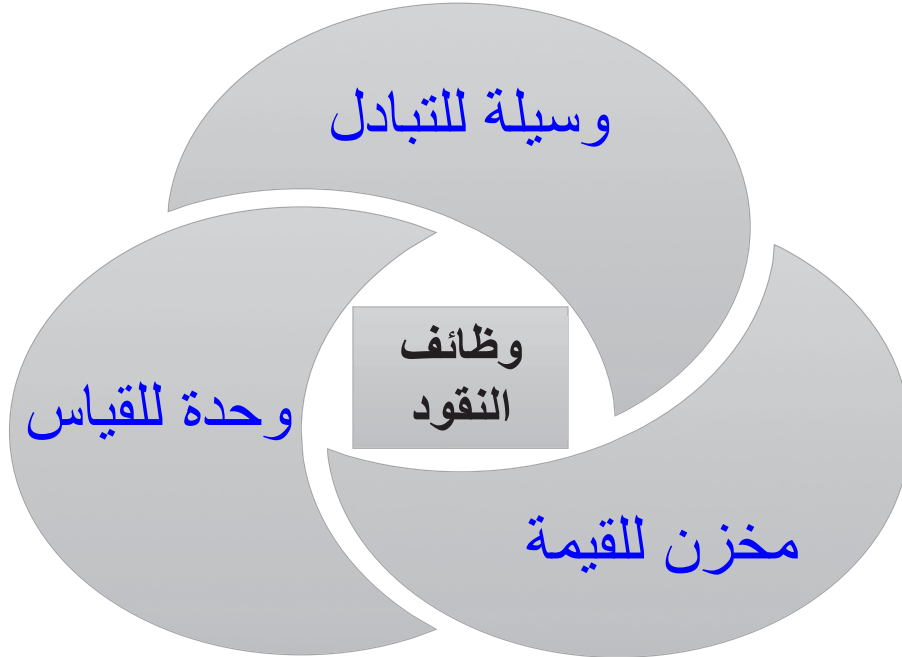 وسيلة للتبادل
وظائف
النقود
وحدة للقياس
مخزن للقيمة